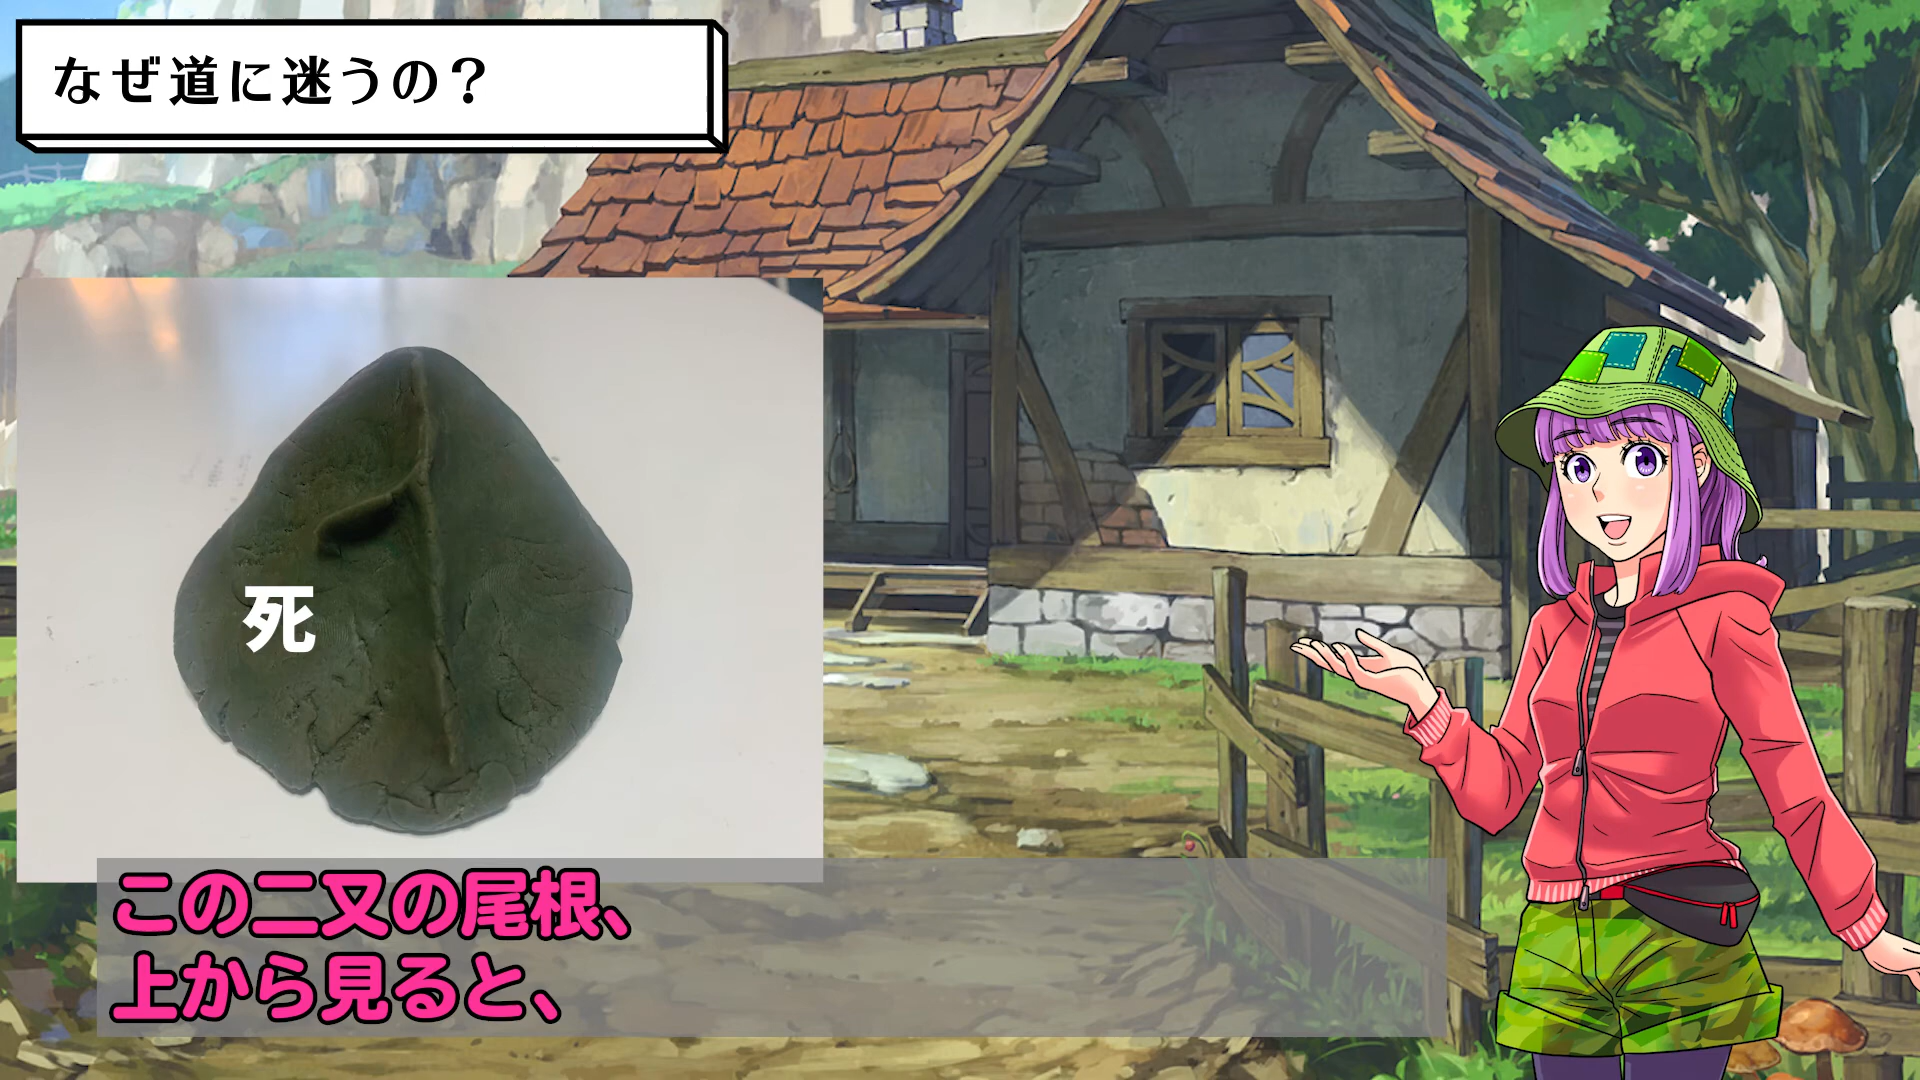 なぜ道に迷うの？
死
この二又の尾根、
上から見ると、